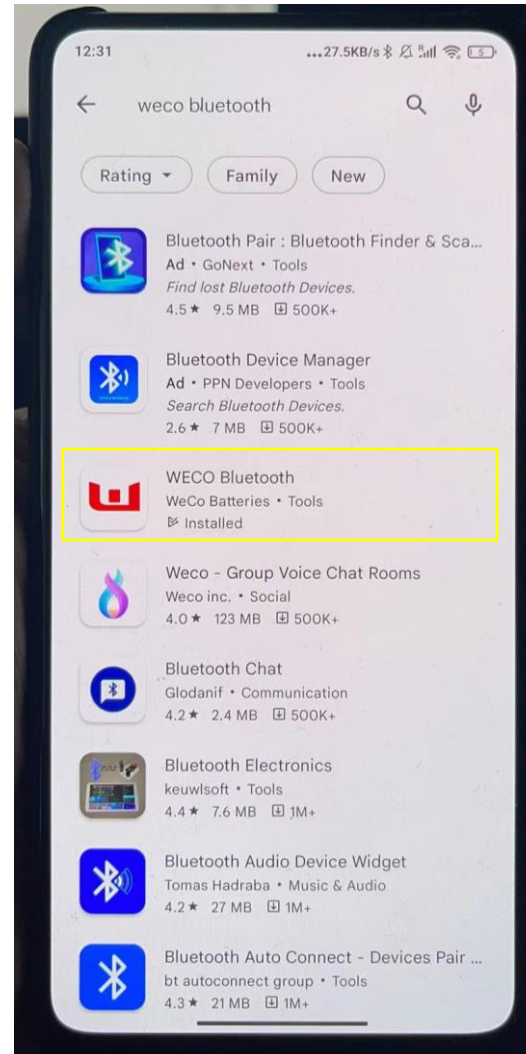 12:31 ...27.5KB/s R 5
weco bluetooth
Rating Family New
Bluetooth Pair : Bluetooth Finder & Sca...
Ad • GoNext • Tools
Find lost Bluetooth Devices.
4.5★ 9.5 MB 500K+
Bluetooth Device Manager
Ad • PPN Developers • Tools
Search Bluetooth Devices.
2.6★ 7 MB 500K+
WECO Bluetooth
WeCo Batteries • Tools
Installed
Weco - Group Voice Chat Rooms
Weco inc. • Social
4.0★ 123 MB 500K+
Bluetooth Chat
Glodanif • Communication
4.2★ 2.4 MB 500K+
Bluetooth Electronics
keuwlsoft • Tools
4.4★ 7.6 MB 1M+
Bluetooth Audio Device Widget
Tomas Hadraba • Music & Audio
4.2★ 27 MB 1M+
Bluetooth Auto Connect - Devices Pair ...
bt autoconnect group • Tools
4.3★ 21 MB 1M+